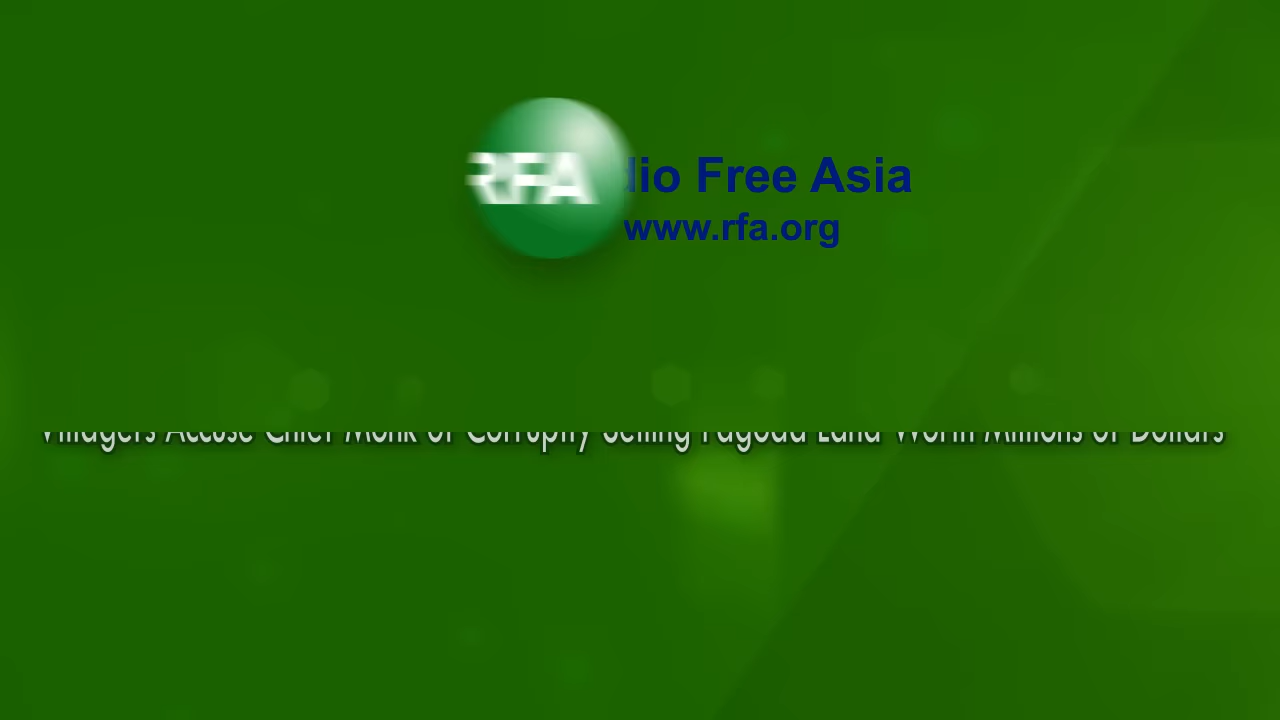 RFA
dio Free Asia
www.rfa.org
Villagers Accuse Chief Monk of Corruptly Selling Pagoda Land Worth Millions of Dollars